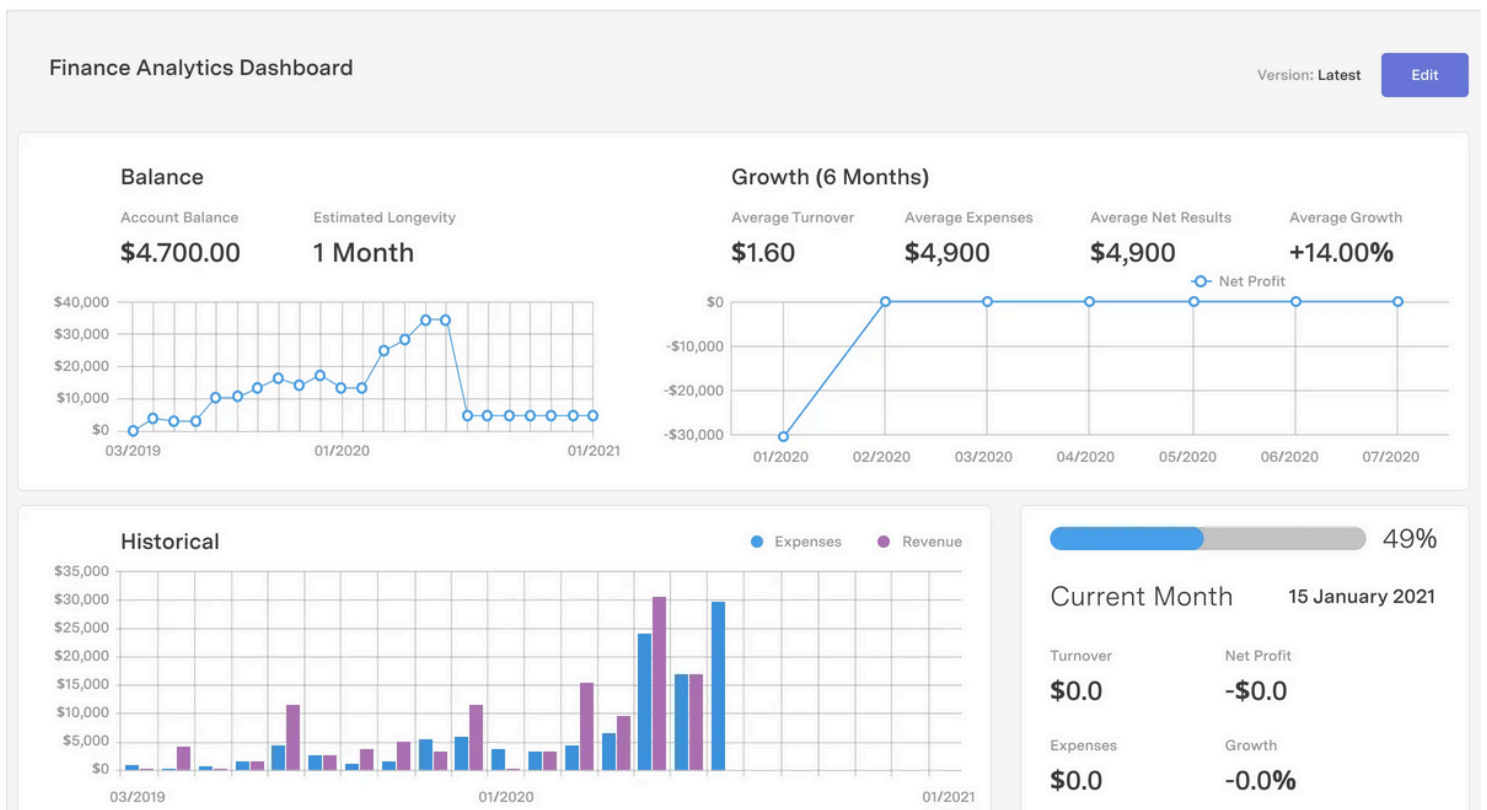 Finance Analytics Dashboard
Version: Latest
Edit
Balance
Account Balance
Estimated Longevity
$4.700.00
1 Month
$40,000
$30,000
$20,000
$10,000
$0
03/2019
01/2020
01/2021
Growth (6 Months)
Average Turnover
Average Expenses
Average Net Results
Average Growth
$1.60
$4,900
$4,900
+14.00%
Net Profit
$0
-$10,000
-$20,000
-$30,000
01/2020
02/2020
03/2020
04/2020
05/2020
06/2020
07/2020
Historical
Expenses
Revenue
$35,000
$30,000
$25,000
$20,000
$15,000
$10,000
$5,000
$0
03/2019
01/2020
01/2021
49%
Current Month
15 January 2021
Turnover
Net Profit
$0.0
-$0.0
Expenses
Growth
$0.0
-0.0%